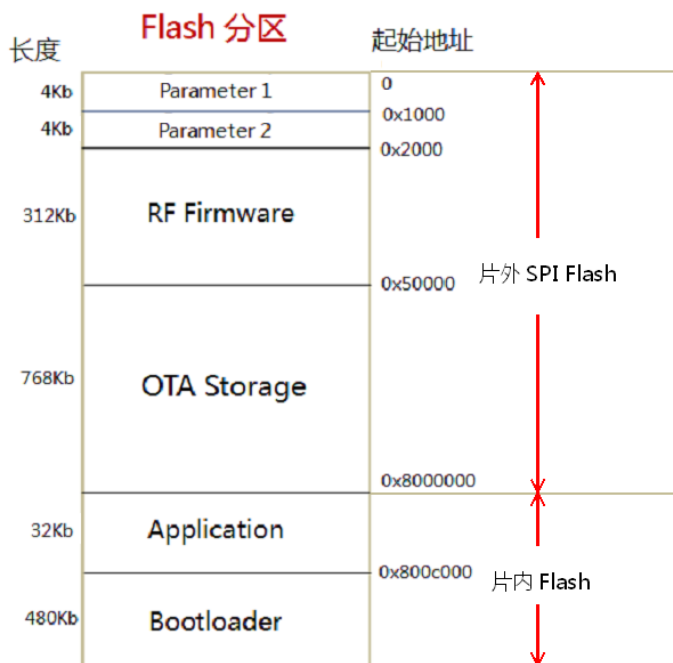 Flash 分区
长度
起始地址
4Kb
Parameter 1
0
0x1000
4Kb
Parameter 2
0x2000
312Kb
RF Firmware
0x50000
片外 SPI Flash
768Kb
OTA Storage
0x8000000
32Kb
Application
0x800c000
片内 Flash
480Kb
Bootloader